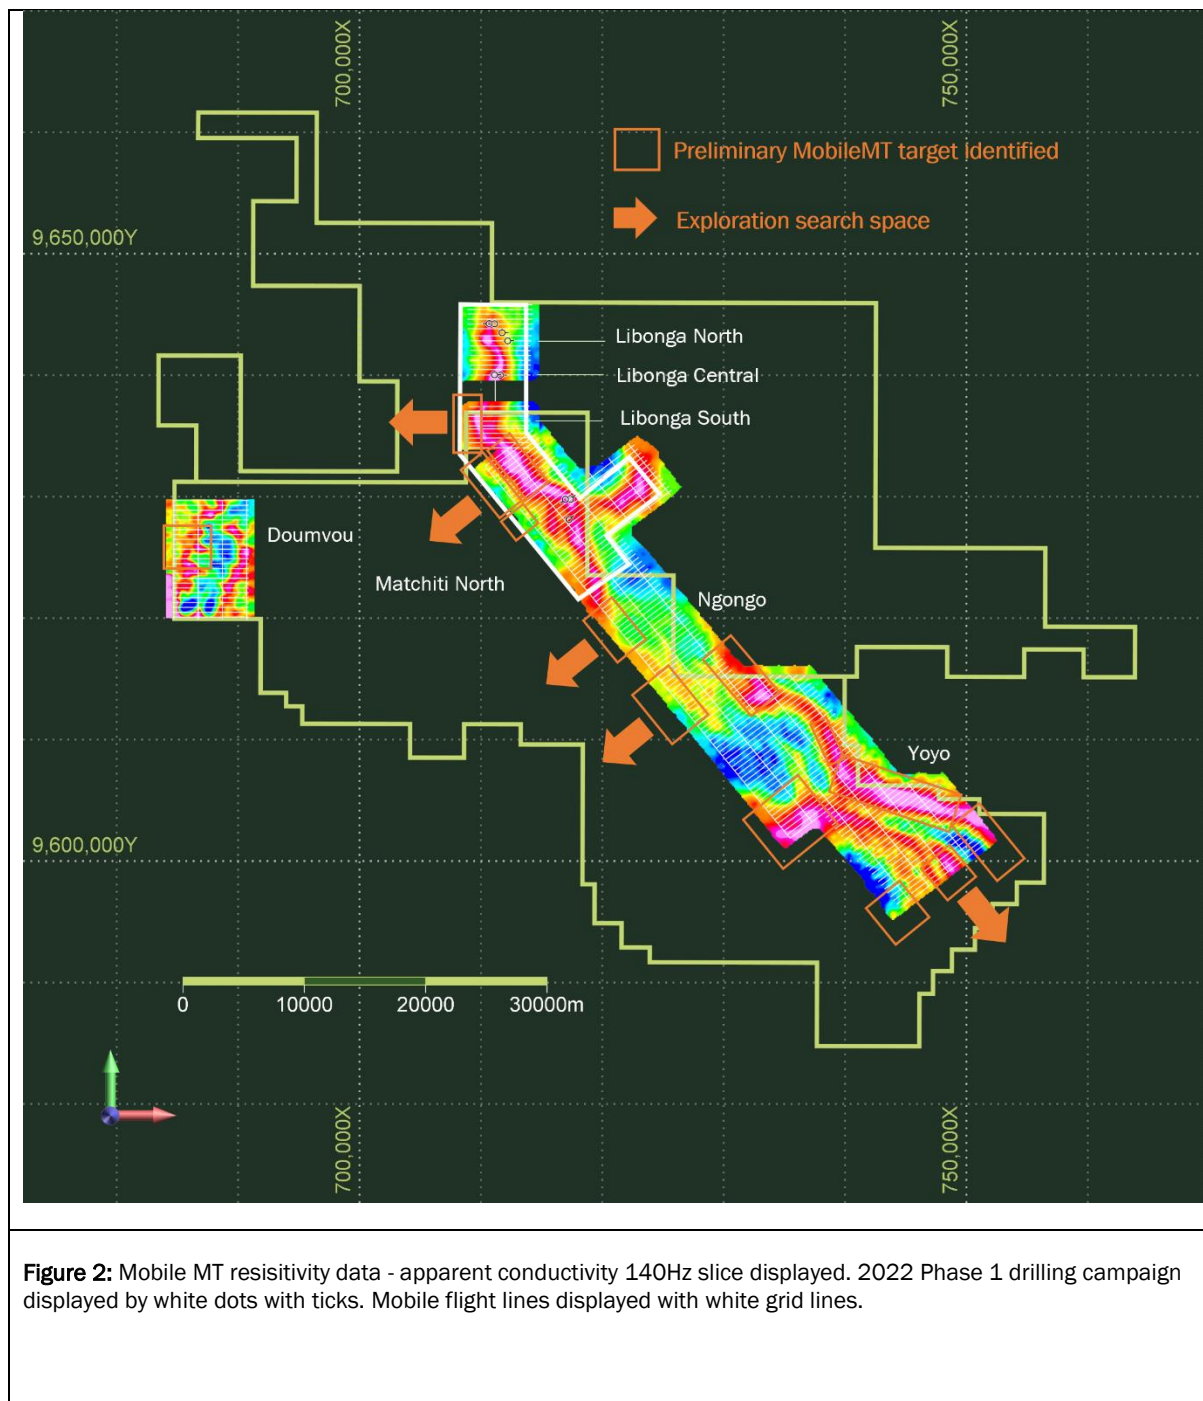 700,000X
750,000X
Preliminary MobileMT target identified
Exploration search space
9,650,000Y
Libonga North
Libonga Central
Libonga South
Doumvou
Matchiti North
Ngongo
Yoyo
9,600,000Y
0 10000 20000 30000m
700,000X
750,000X
Figure 2: Mobile MT resisitivity data - apparent conductivity 140Hz slice displayed. 2022 Phase 1 drilling campaign
displayed by white dots with ticks. Mobile flight lines displayed with white grid lines.